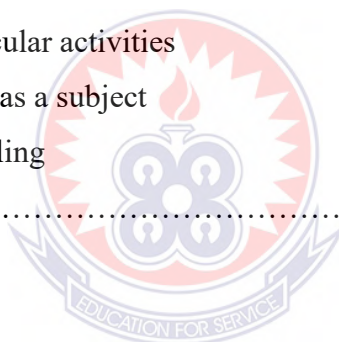 cular activities
as a subject
ling
....................................
EDUCATION FOR SERVICE